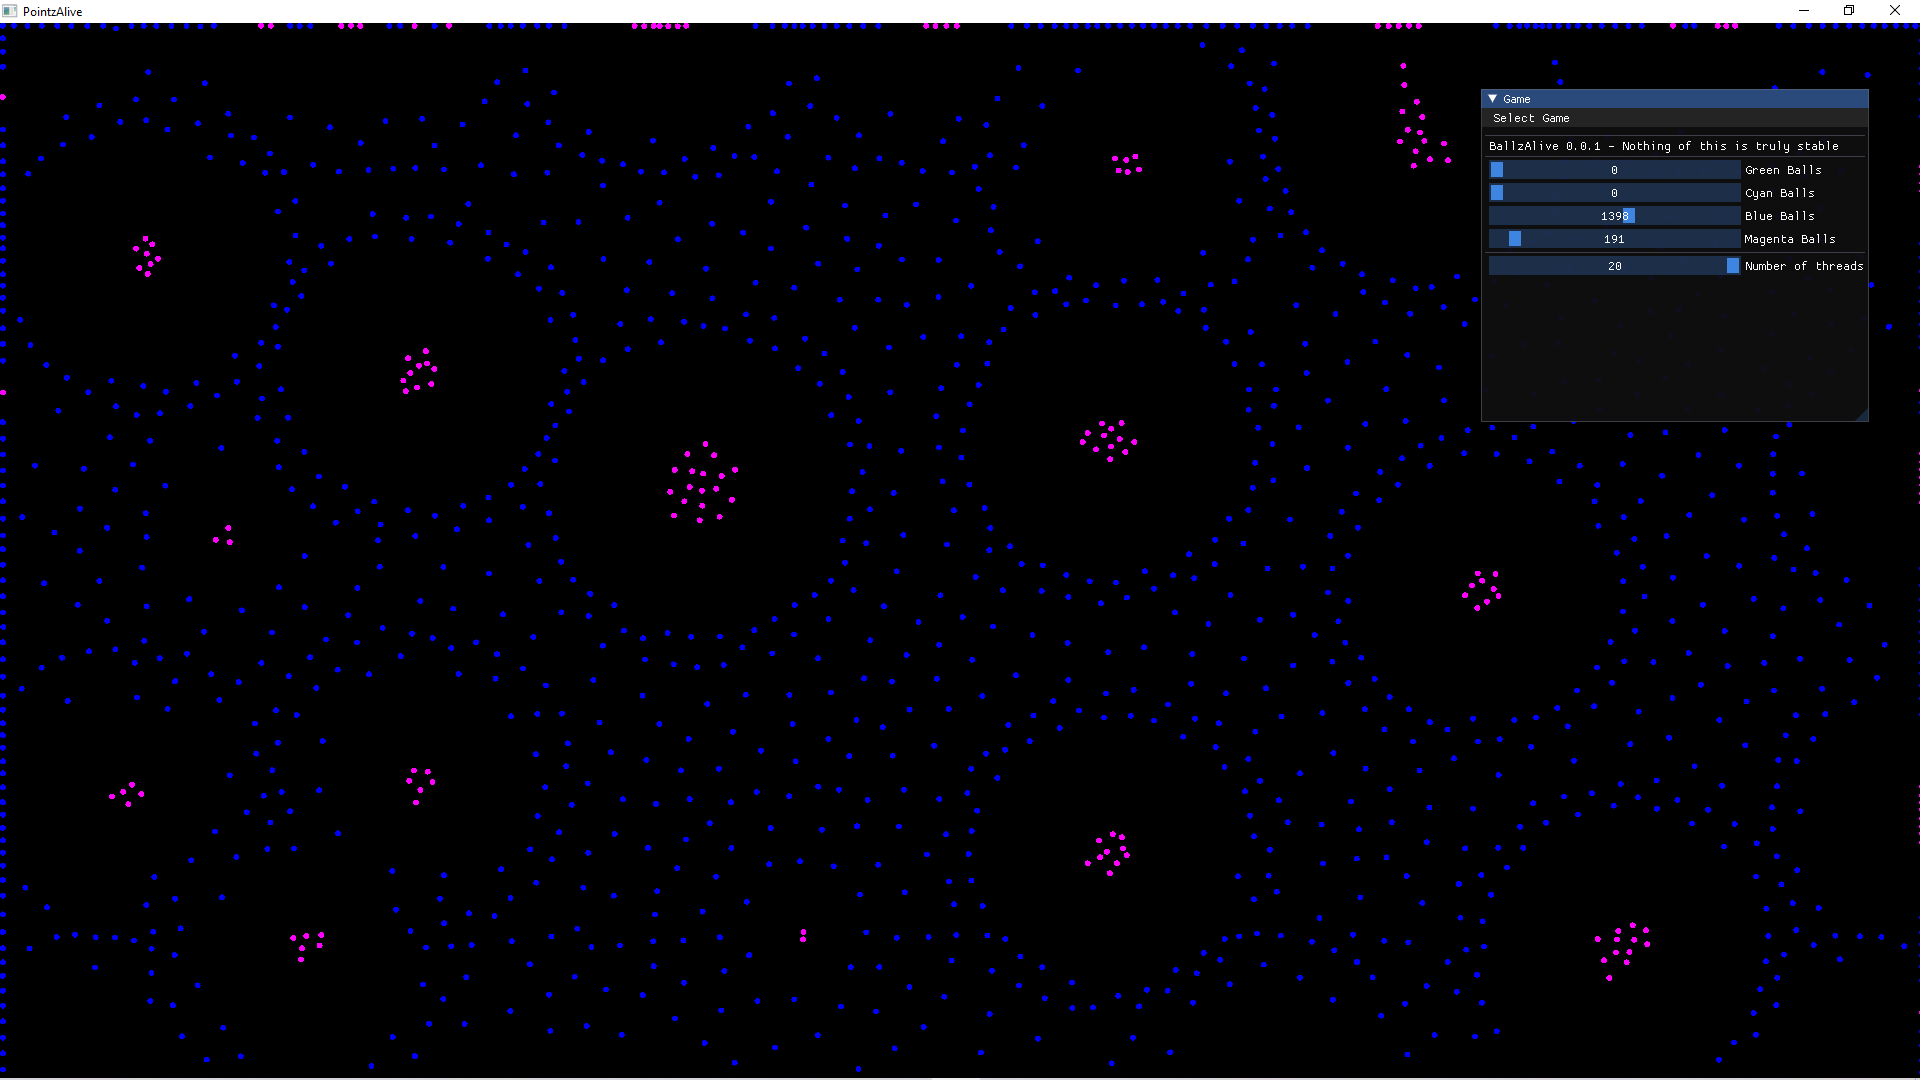 PointzAlive
Game
Select Game
BallzAlive 0.0.1 - Nothing of this is truly stable
0 Green Balls
0 Cyan Balls
1398 Blue Balls
191 Magenta Balls
20 Number of threads